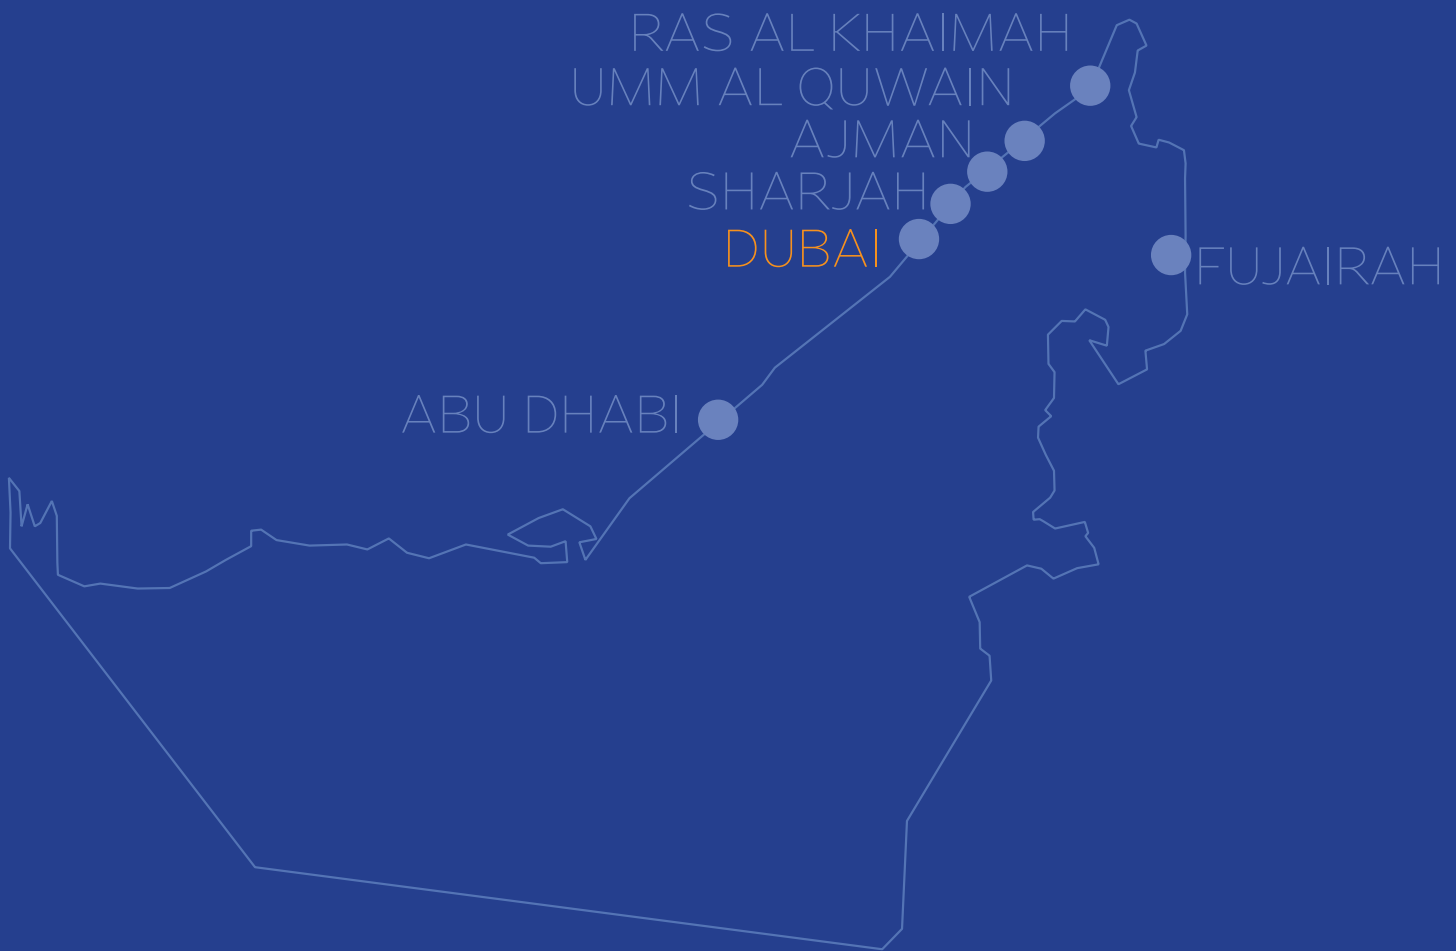 RAS AL KHAIMAH
UMM AL QUWAIN
AJMAN
SHARJAH
DUBAI
FUJAIRAH
ABU DHABI